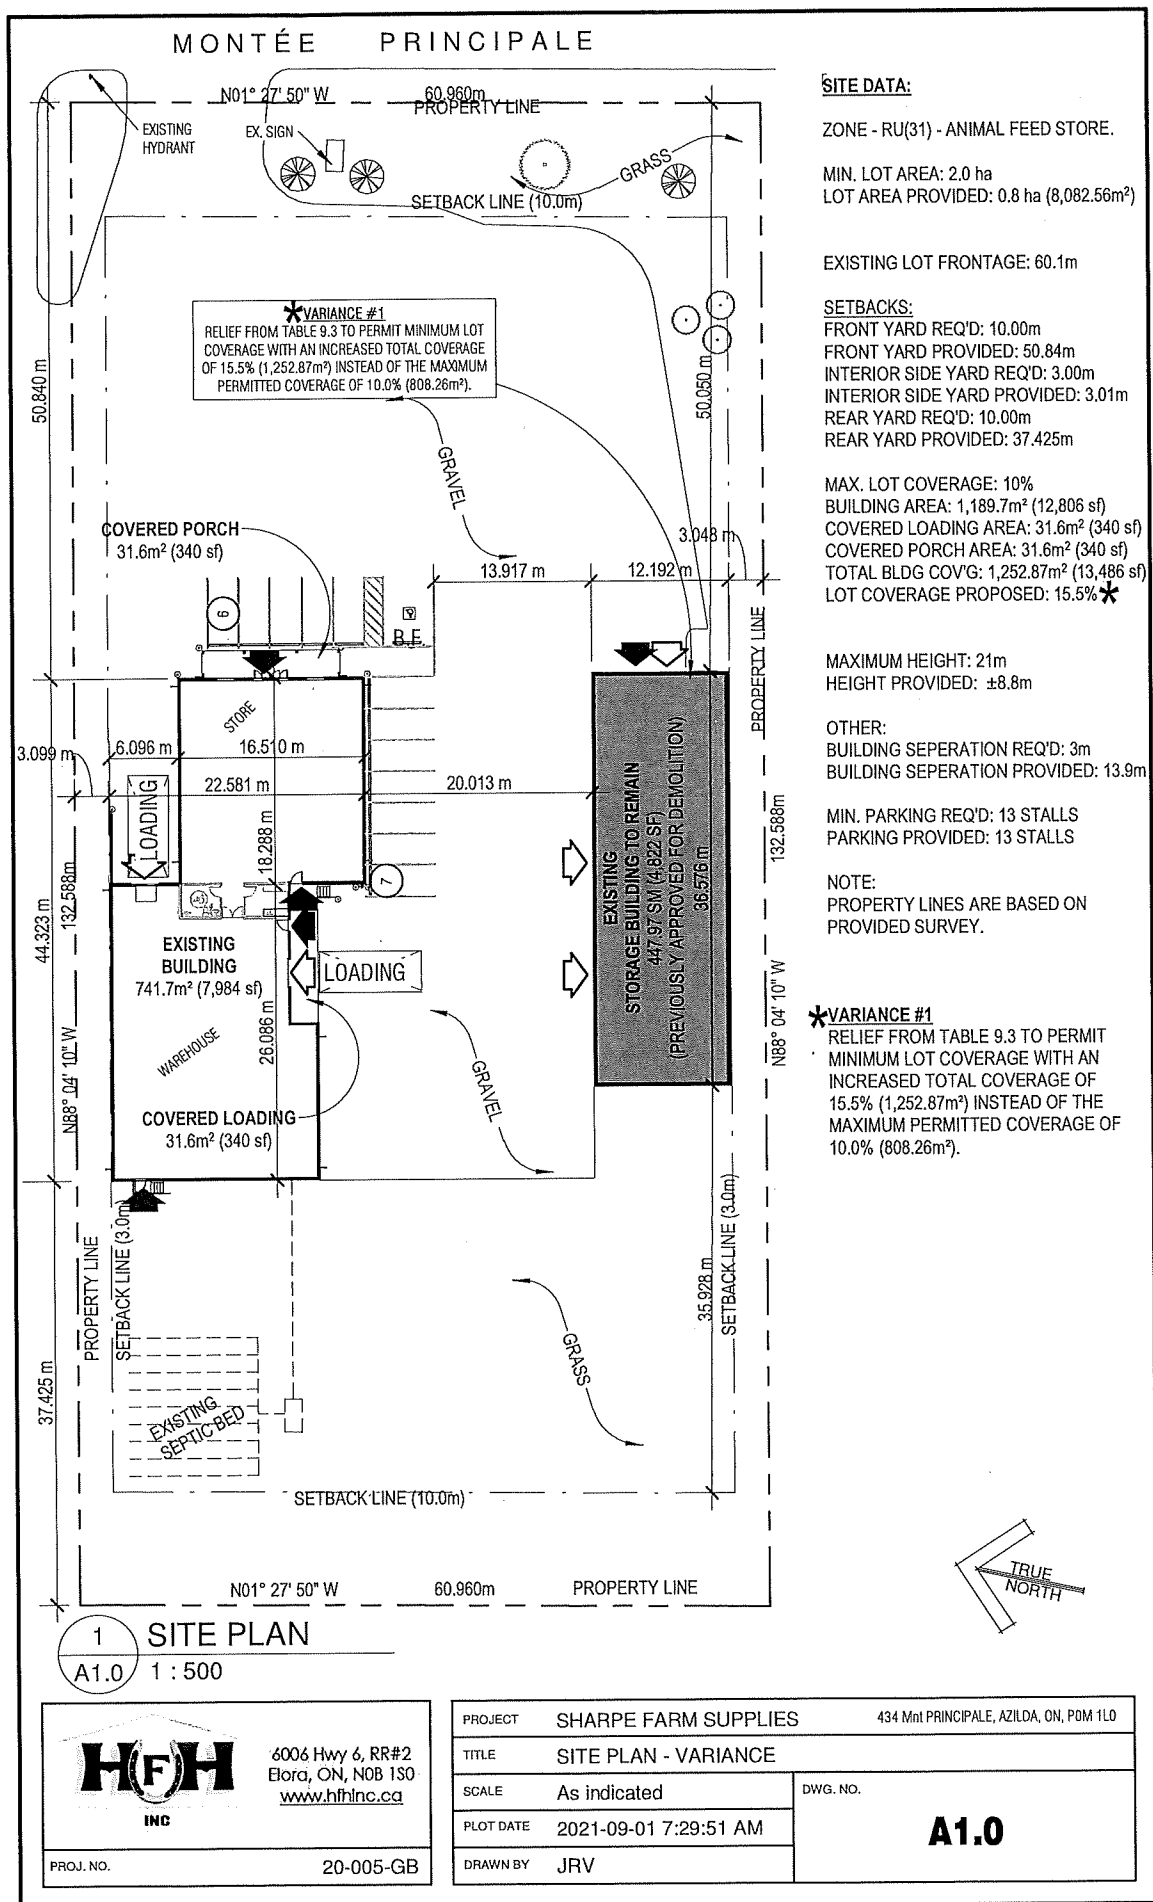 MONTÉE PRINCIPALE
N01° 27' 50" W
60.960m
PROPERTY LINE
EXISTING
HYDRANT
EX. SIGN
GRASS
SETBACK LINE (10.0m)
VARIANCE #1
RELIEF FROM TABLE 9.3 TO PERMIT MINIMUM LOT
COVERAGE WITH AN INCREASED TOTAL COVERAGE
OF 15.5% (1,252.87m²) INSTEAD OF THE MAXIMUM
PERMITTED COVERAGE OF 10.0% (808.26m²).
50.840 m
50.050 m
GRAVEL
COVERED PORCH
31.6m² (340 sf)
3.048 m
13.917 m
12.192 m
6
B.F.
PROPERTY LINE
STORE
3.099 m
6.096 m
16.510 m
22.581 m
20.013 m
LOADING
18.288 m
7
132.588m
132.588m
44.323 m
EXISTING
STORAGE BUILDING TO REMAIN
447.97 SM (4,822 SF)
(PREVIOUSLY APPROVED FOR DEMOLITION)
36.576 m
EXISTING
BUILDING
741.7m² (7,984 sf)
LOADING
WAREHOUSE
26.086 m
N88° 04' 10" W
N88° 04' 10" W
GRAVEL
COVERED LOADING
31.6m² (340 sf)
PROPERTY LINE
SETBACK LINE (3.0m)
SETBACK LINE (3.0m)
35.928 m
37.425 m
GRASS
EXISTING
SEPTIC BED
SETBACK LINE (10.0m)
N01° 27' 50" W
60.960m
PROPERTY LINE
SITE DATA:
ZONE - RU(31) - ANIMAL FEED STORE.
MIN. LOT AREA: 2.0 ha
LOT AREA PROVIDED: 0.8 ha (8,082.56m²)
EXISTING LOT FRONTAGE: 60.1m
SETBACKS:
FRONT YARD REQ'D: 10.00m
FRONT YARD PROVIDED: 50.84m
INTERIOR SIDE YARD REQ'D: 3.00m
INTERIOR SIDE YARD PROVIDED: 3.01m
REAR YARD REQ'D: 10.00m
REAR YARD PROVIDED: 37.425m
MAX. LOT COVERAGE: 10%
BUILDING AREA: 1,189.7m² (12,806 sf)
COVERED LOADING AREA: 31.6m² (340 sf)
COVERED PORCH AREA: 31.6m² (340 sf)
TOTAL BLDG COV'G: 1,252.87m² (13,486 sf)
LOT COVERAGE PROPOSED: 15.5%*
MAXIMUM HEIGHT: 21m
HEIGHT PROVIDED: ±8.8m
OTHER:
BUILDING SEPERATION REQ'D: 3m
BUILDING SEPERATION PROVIDED: 13.9m
MIN. PARKING REQ'D: 13 STALLS
PARKING PROVIDED: 13 STALLS
NOTE:
PROPERTY LINES ARE BASED ON
PROVIDED SURVEY.
*VARIANCE #1
RELIEF FROM TABLE 9.3 TO PERMIT
MINIMUM LOT COVERAGE WITH AN
INCREASED TOTAL COVERAGE OF
15.5% (1,252.87m²) INSTEAD OF THE
MAXIMUM PERMITTED COVERAGE OF
10.0% (808.26m²).
TRUE
NORTH
1
A1.0
SITE PLAN
1 : 500
HFH
INC
6006 Hwy 6, RR#2
Elora, ON, N0B 1S0
www.hfhinc.ca
PROJ. NO. 20-005-GB
PROJECT SHARPE FARM SUPPLIES 434 Mnt PRINCIPALE, AZILDA, ON, P0M 1L0
TITLE SITE PLAN - VARIANCE
SCALE As indicated
PLOT DATE 2021-09-01 7:29:51 AM
DRAWN BY JRV
DWG. NO.
A1.0